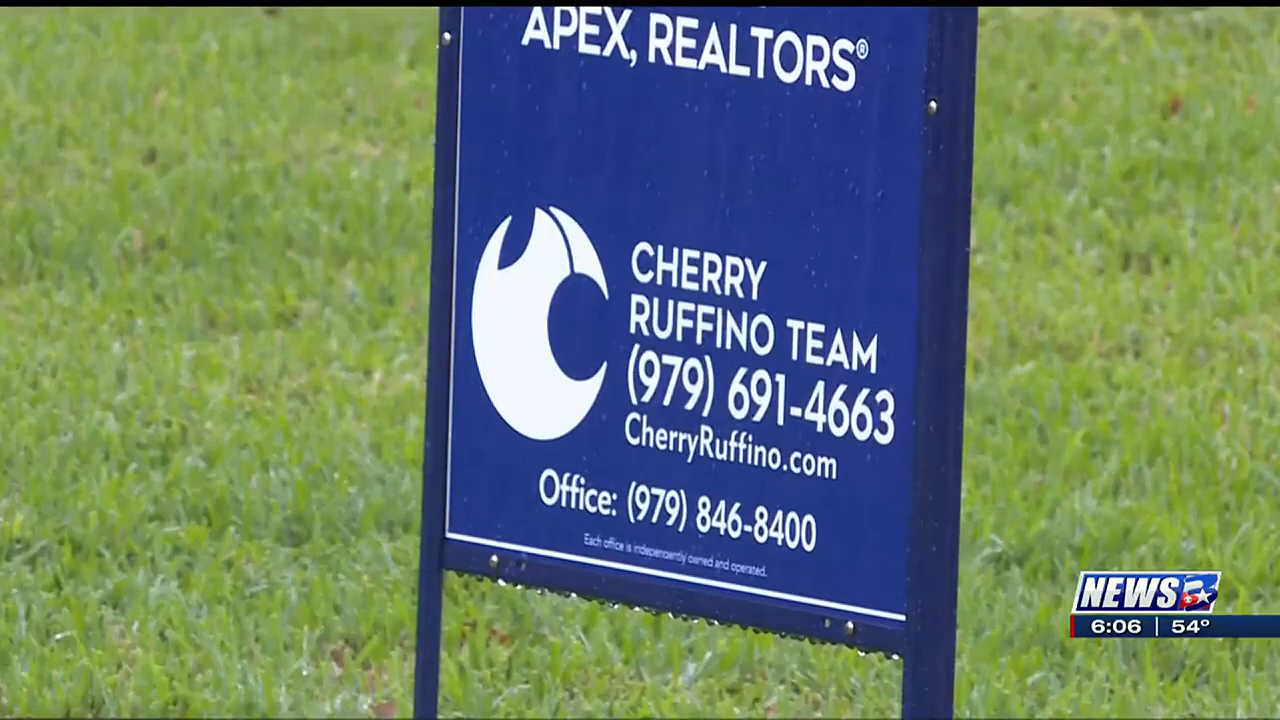 APEX, REALTORS®
CHERRY
RUFFINO TEAM
(979) 691-4663
CherryRuffino.com
Office: (979) 846-8400
Each office is independently owned and operated.
NEWS
6:06 | 54°